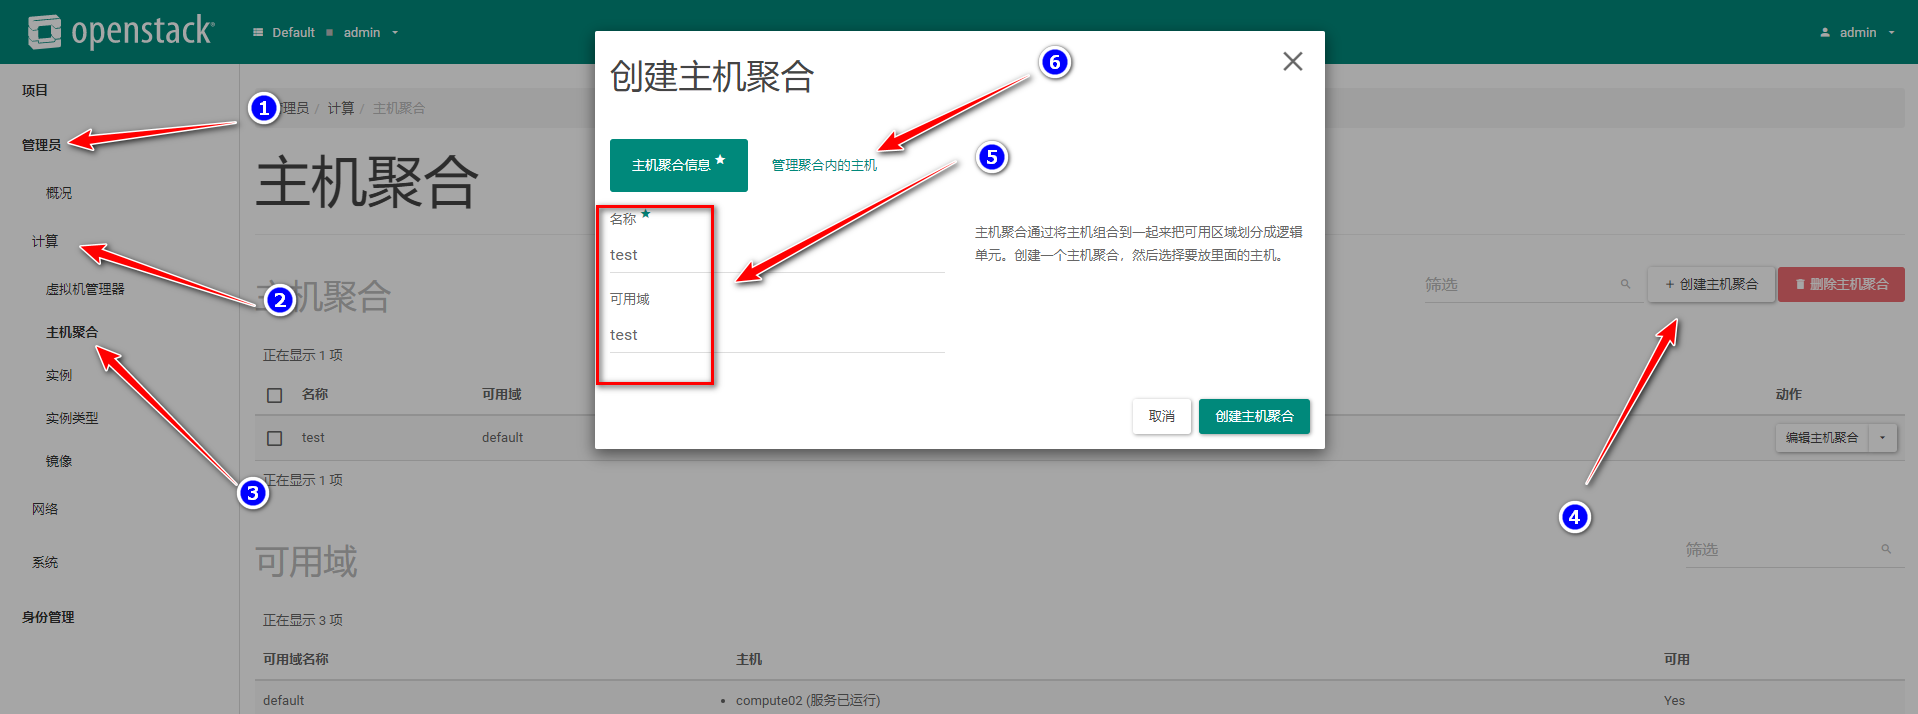 openstack
Default
admin
admin
项目
管理员
概况
计算
虚拟机管理器
主机聚合
实例
实例类型
镜像
网络
系统
身份管理
1
2
3
4
5
6
理员 / 计算 / 主机聚合
主机聚合
主机聚合
筛选
+ 创建主机聚合
删除主机聚合
正在显示 1 项
名称
可用域
动作
test
default
编辑主机聚合
正在显示 1 项
可用域
筛选
正在显示 3 项
可用域名称
主机
可用
default
compute02 (服务已运行)
Yes
创建主机聚合
主机聚合信息
管理聚合内的主机
名称
test
可用域
test
主机聚合通过将主机组合到一起来把可用区域划分成逻辑
单元。创建一个主机聚合，然后选择要放里面的主机。
取消
创建主机聚合